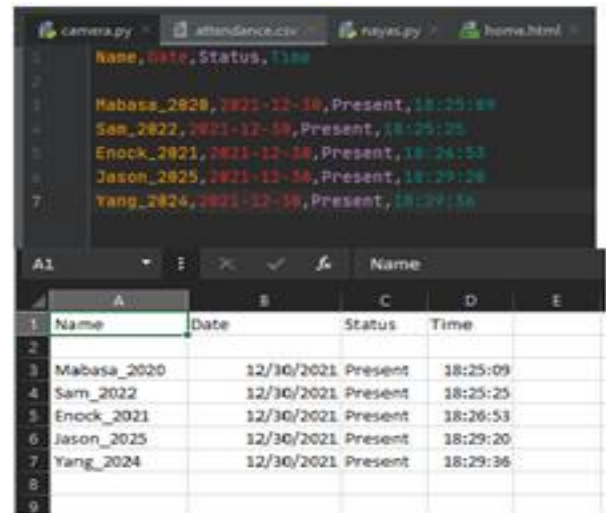 camera.py attendance.csv nayas.py home.html
1 Name,Date,Status,Time
2
3 Mabasa_2020,2021-12-30,Present,18:25:09
4 Sam_2022,2021-12-30,Present,18:25:25
5 Enock_2021,2021-12-30,Present,18:26:53
6 Jason_2025,2021-12-30,Present,18:29:20
7 Yang_2024,2021-12-30,Present,18:29:36
A1 fx Name
A B C D E
1 Name Date Status Time
2
3 Mabasa_2020 12/30/2021 Present 18:25:09
4 Sam_2022 12/30/2021 Present 18:25:25
5 Enock_2021 12/30/2021 Present 18:26:53
6 Jason_2025 12/30/2021 Present 18:29:20
7 Yang_2024 12/30/2021 Present 18:29:36
8
9